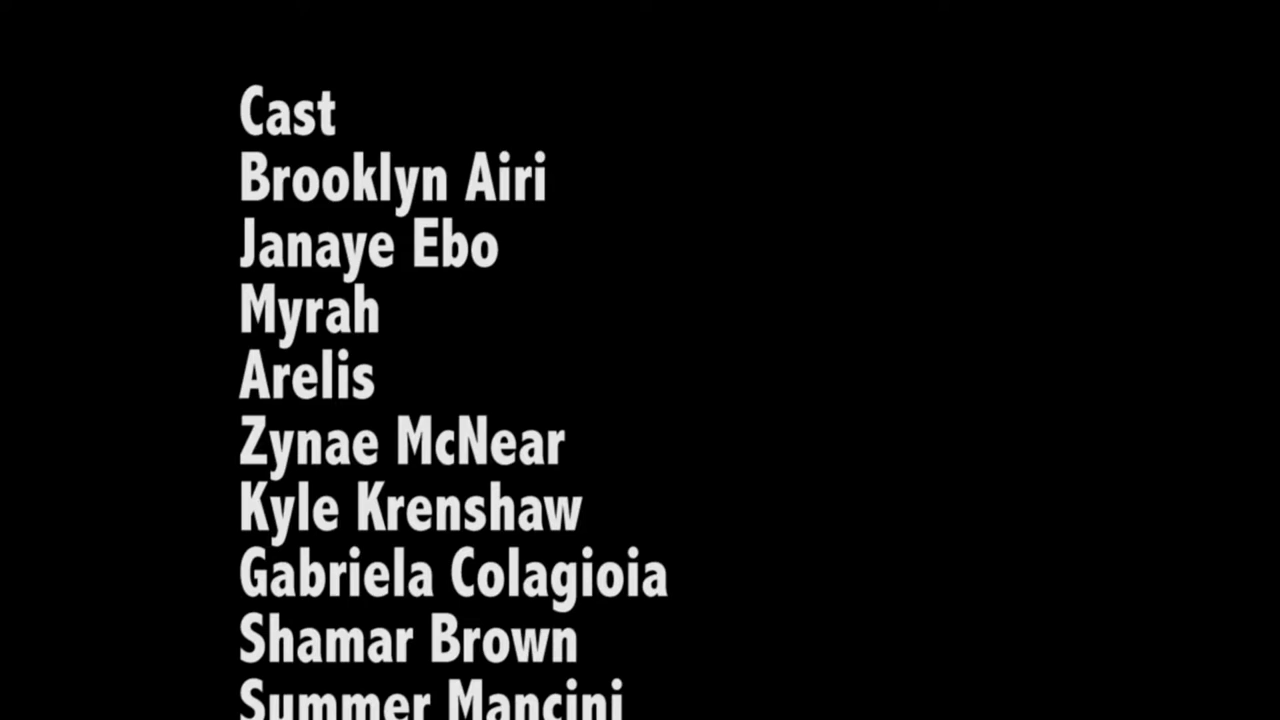 Cast
Brooklyn Airi
Janaye Ebo
Myrah
Arelis
Zynae McNear
Kyle Krenshaw
Gabriela Colagioia
Shamar Brown
Summer Mancini